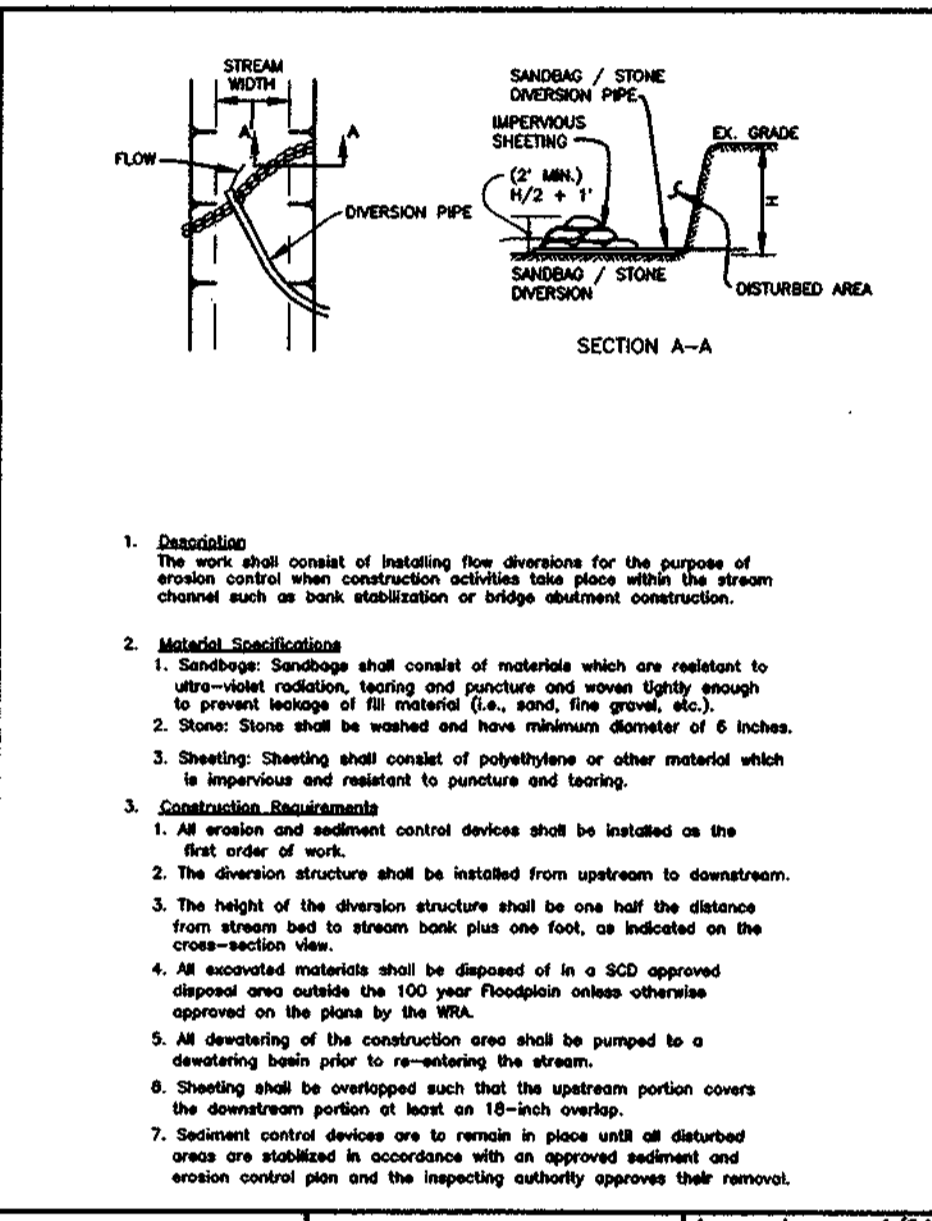 STREAM
WIDTH
A
A
FLOW
DIVERSION PIPE
SANDBAG / STONE
DIVERSION PIPE
IMPERVIOUS
SHEETING
EX. GRADE
(2' MIN.)
H/2 + 1'
H
SANDBAG / STONE
DIVERSION
DISTURBED AREA
SECTION A-A
1. Description
The work shall consist of installing flow diversions for the purpose of
erosion control when construction activities take place within the stream
channel such as bank stabilization or bridge abutment construction.
2. Material Specifications
1. Sandbags: Sandbags shall consist of materials which are resistant to
ultra-violet radiation, tearing and puncture and woven tightly enough
to prevent leakage of fill material (i.e., sand, fine gravel, etc.).
2. Stone: Stone shall be washed and have minimum diameter of 6 inches.
3. Sheeting: Sheeting shall consist of polyethylene or other material which
is impervious and resistant to puncture and tearing.
3. Construction Requirements
1. All erosion and sediment control devices shall be installed as the
first order of work.
2. The diversion structure shall be installed from upstream to downstream.
3. The height of the diversion structure shall be one half the distance
from stream bed to stream bank plus one foot, as indicated on the
cross-section view.
4. All excavated materials shall be disposed of in a SCD approved
disposal area outside the 100 year Floodplain onless otherwise
approved on the plans by the WRA.
5. All dewatering of the construction area shall be pumped to a
dewatering basin prior to re-entering the stream.
6. Sheeting shall be overlapped such that the upstream portion covers
the downstream portion at least an 18-inch overlap.
7. Sediment control devices are to remain in place until all disturbed
areas are stabilized in accordance with an approved sediment and
erosion control plan and the inspecting authority approves their removal.